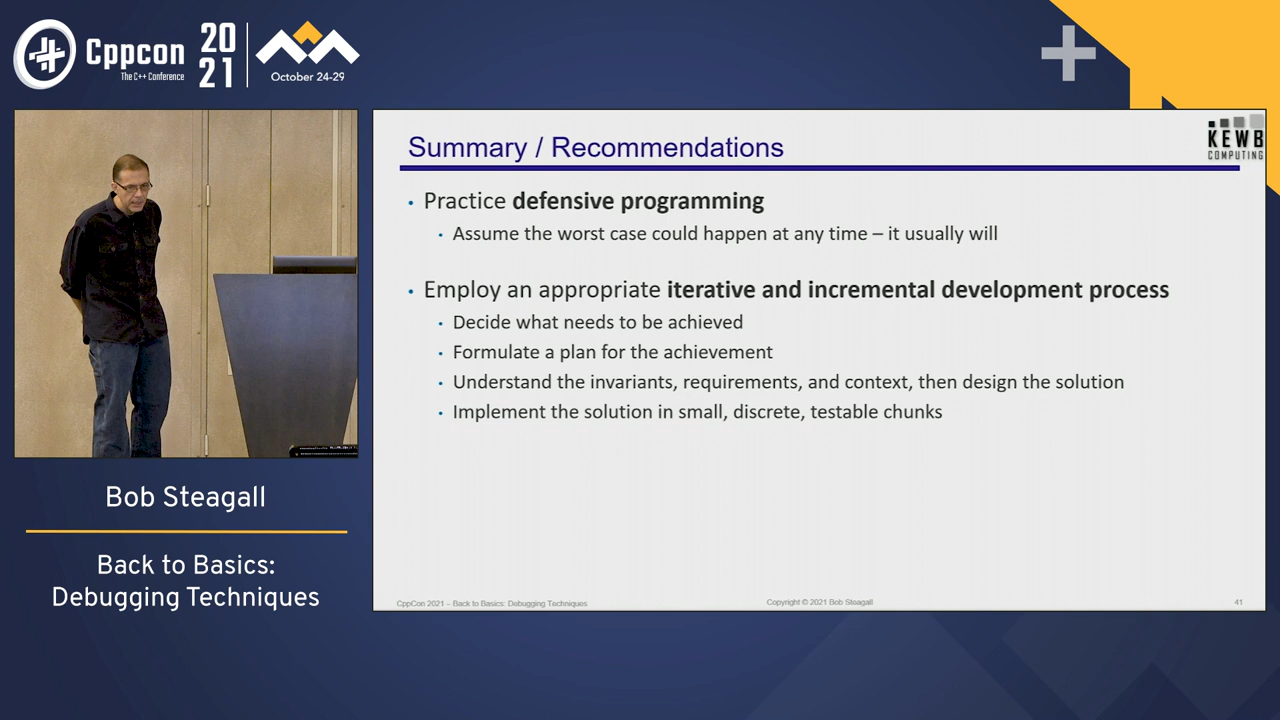 Cppcon
The C++ Conference
20
21
October 24-29
KEWB
COMPUTING
Summary / Recommendations
• Practice defensive programming
• Assume the worst case could happen at any time – it usually will
• Employ an appropriate iterative and incremental development process
• Decide what needs to be achieved
• Formulate a plan for the achievement
• Understand the invariants, requirements, and context, then design the solution
• Implement the solution in small, discrete, testable chunks
CppCon 2021 – Back to Basics: Debugging Techniques
Copyright © 2021 Bob Steagall
41
Bob Steagall
Back to Basics:
Debugging Techniques